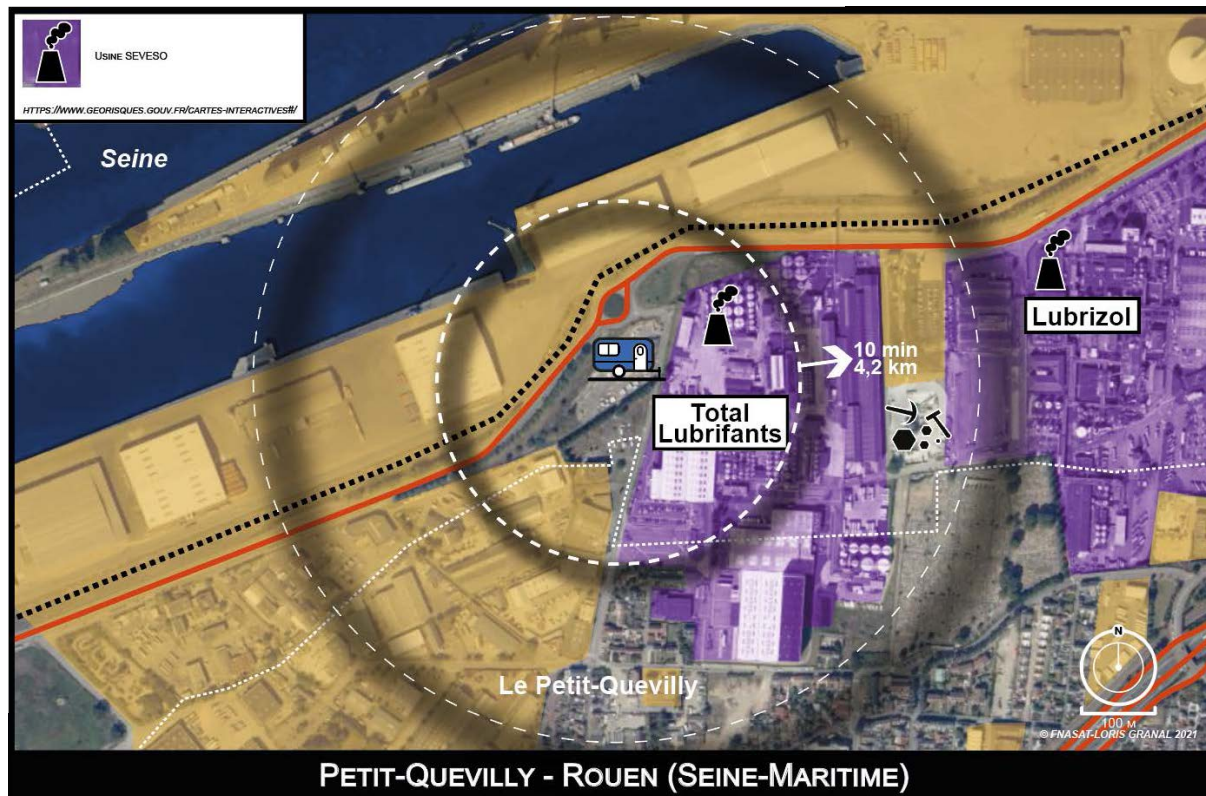 USINE SEVESO
HTTPS://WWW.GEORISQUES.GOUV.FR/CARTES-INTERACTIVES#/
Seine
Lubrizol
10 min
4,2 km
Total
Lubrifants
Le Petit-Quevilly
N
100 M
© FNASAT-LORIS GRANAL 2021
PETIT-QUEVILLY - ROUEN (SEINE-MARITIME)